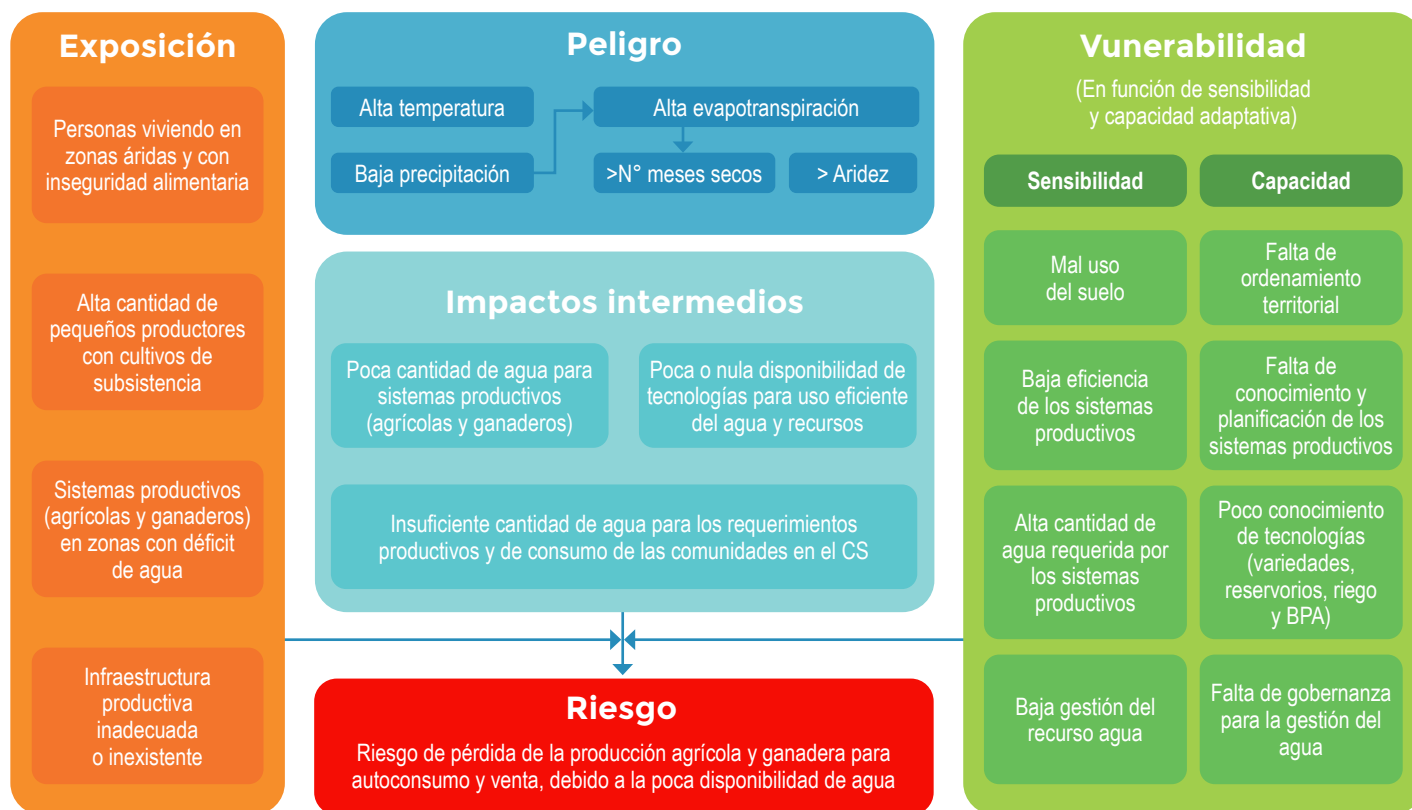 Exposición
Personas viviendo en
zonas áridas y con
inseguridad alimentaria
Alta cantidad de
pequeños productores
con cultivos de
subsistencia
Sistemas productivos
(agrícolas y ganaderos)
en zonas con déficit
de agua
Infraestructura
productiva
inadecuada
o inexistente
Peligro
Alta temperatura
Alta evapotranspiración
Baja precipitación
>N° meses secos
> Aridez
Impactos intermedios
Poca cantidad de agua para
sistemas productivos
(agrícolas y ganaderos)
Poca o nula disponibilidad de
tecnologías para uso eficiente
del agua y recursos
Insuficiente cantidad de agua para los requerimientos
productivos y de consumo de las comunidades en el CS
Riesgo
Riesgo de pérdida de la producción agrícola y ganadera para
autoconsumo y venta, debido a la poca disponibilidad de agua
Vunerabilidad
(En función de sensibilidad
y capacidad adaptativa)
Sensibilidad
Capacidad
Mal uso
del suelo
Falta de
ordenamiento
territorial
Baja eficiencia
de los sistemas
productivos
Falta de
conocimiento y
planificación de los
sistemas productivos
Alta cantidad de
agua requerida por
los sistemas
productivos
Poco conocimiento
de tecnologías
(variedades,
reservorios, riego
y BPA)
Baja gestión del
recurso agua
Falta de gobernanza
para la gestión del
agua